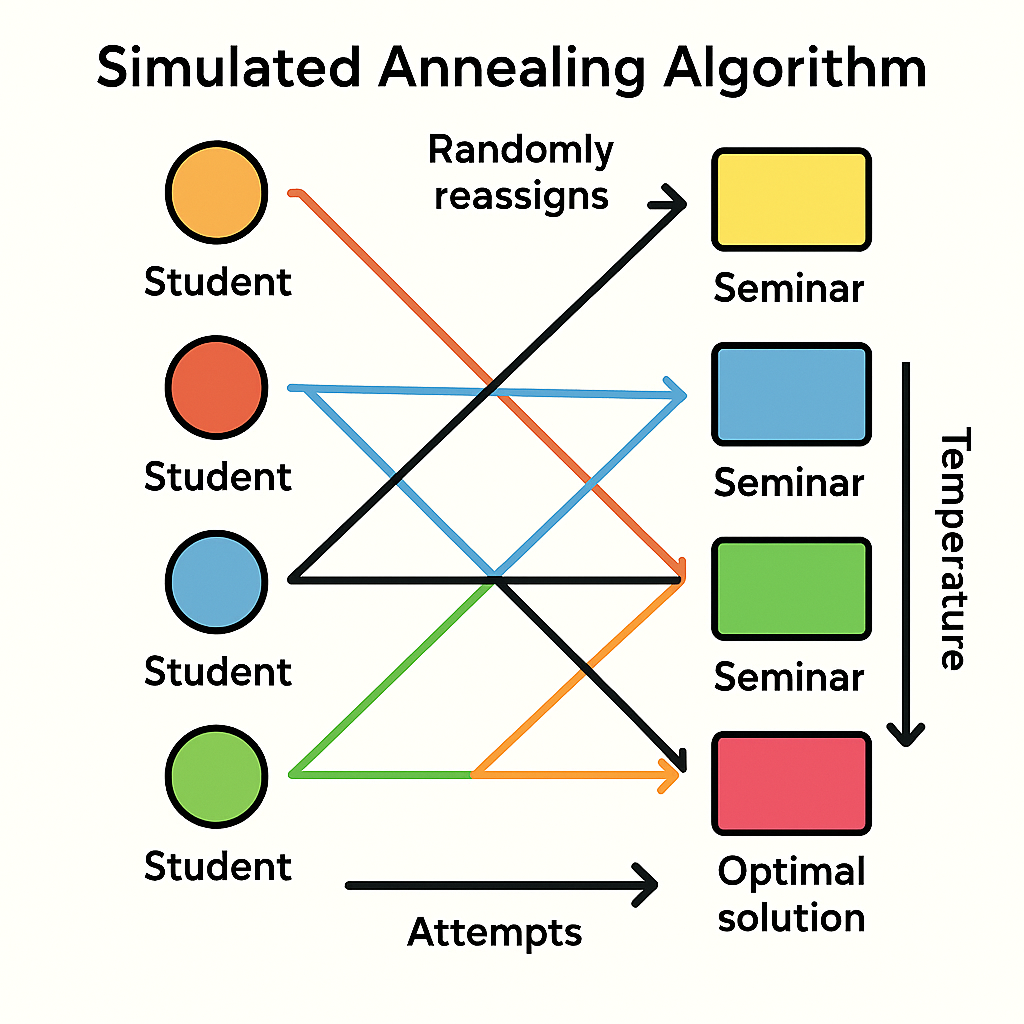 Simulated Annealing Algorithm
Randomly
reassigns
Student
Seminar
Student
Seminar
Temperature
Student
Seminar
Student
Optimal
solution
Attempts